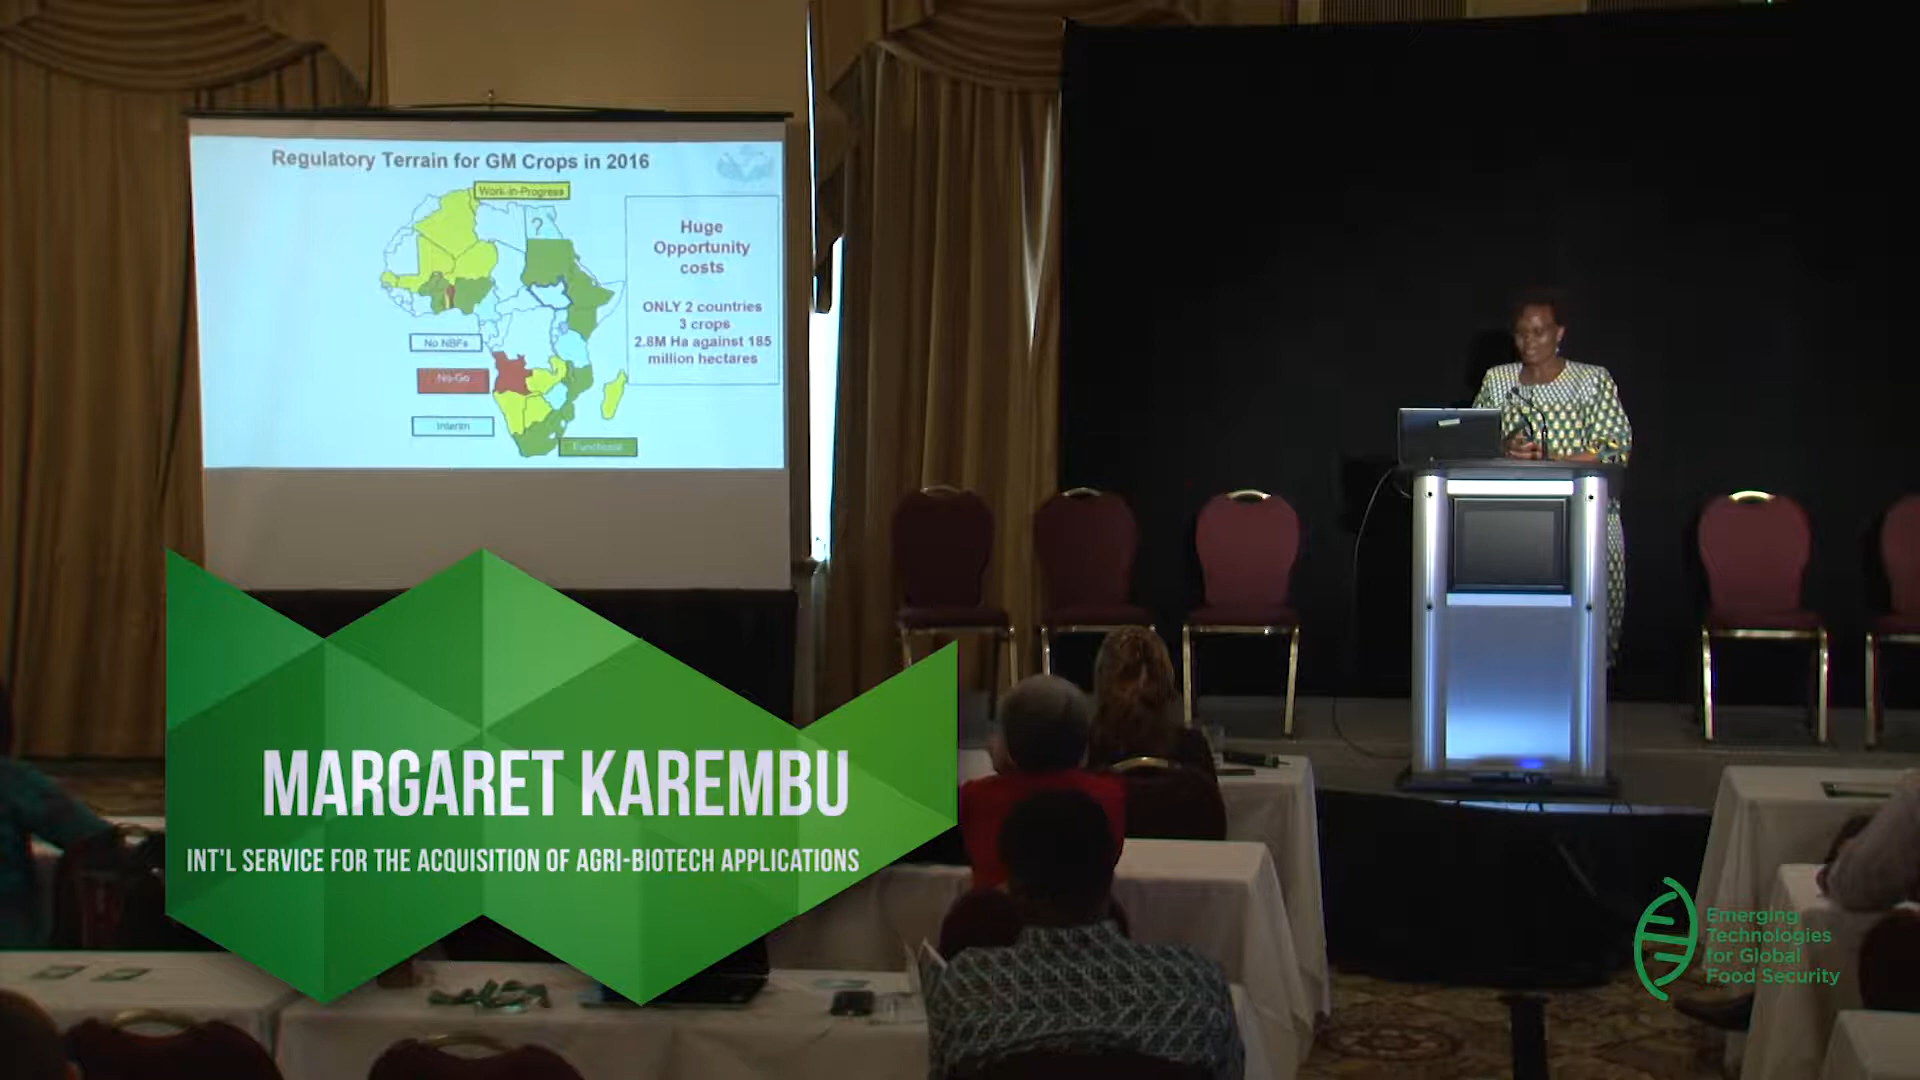 Regulatory Terrain for GM Crops in 2016
Work-in-Progress
?
Huge
Opportunity
costs
ONLY 2 countries
3 crops
2.8M Ha against 185
million hectares
No NBFs
No-Go
Interim
Functional
MARGARET KAREMBU
INT'L SERVICE FOR THE ACQUISITION OF AGRI-BIOTECH APPLICATIONS
Emerging
Technologies
for Global
Food Security